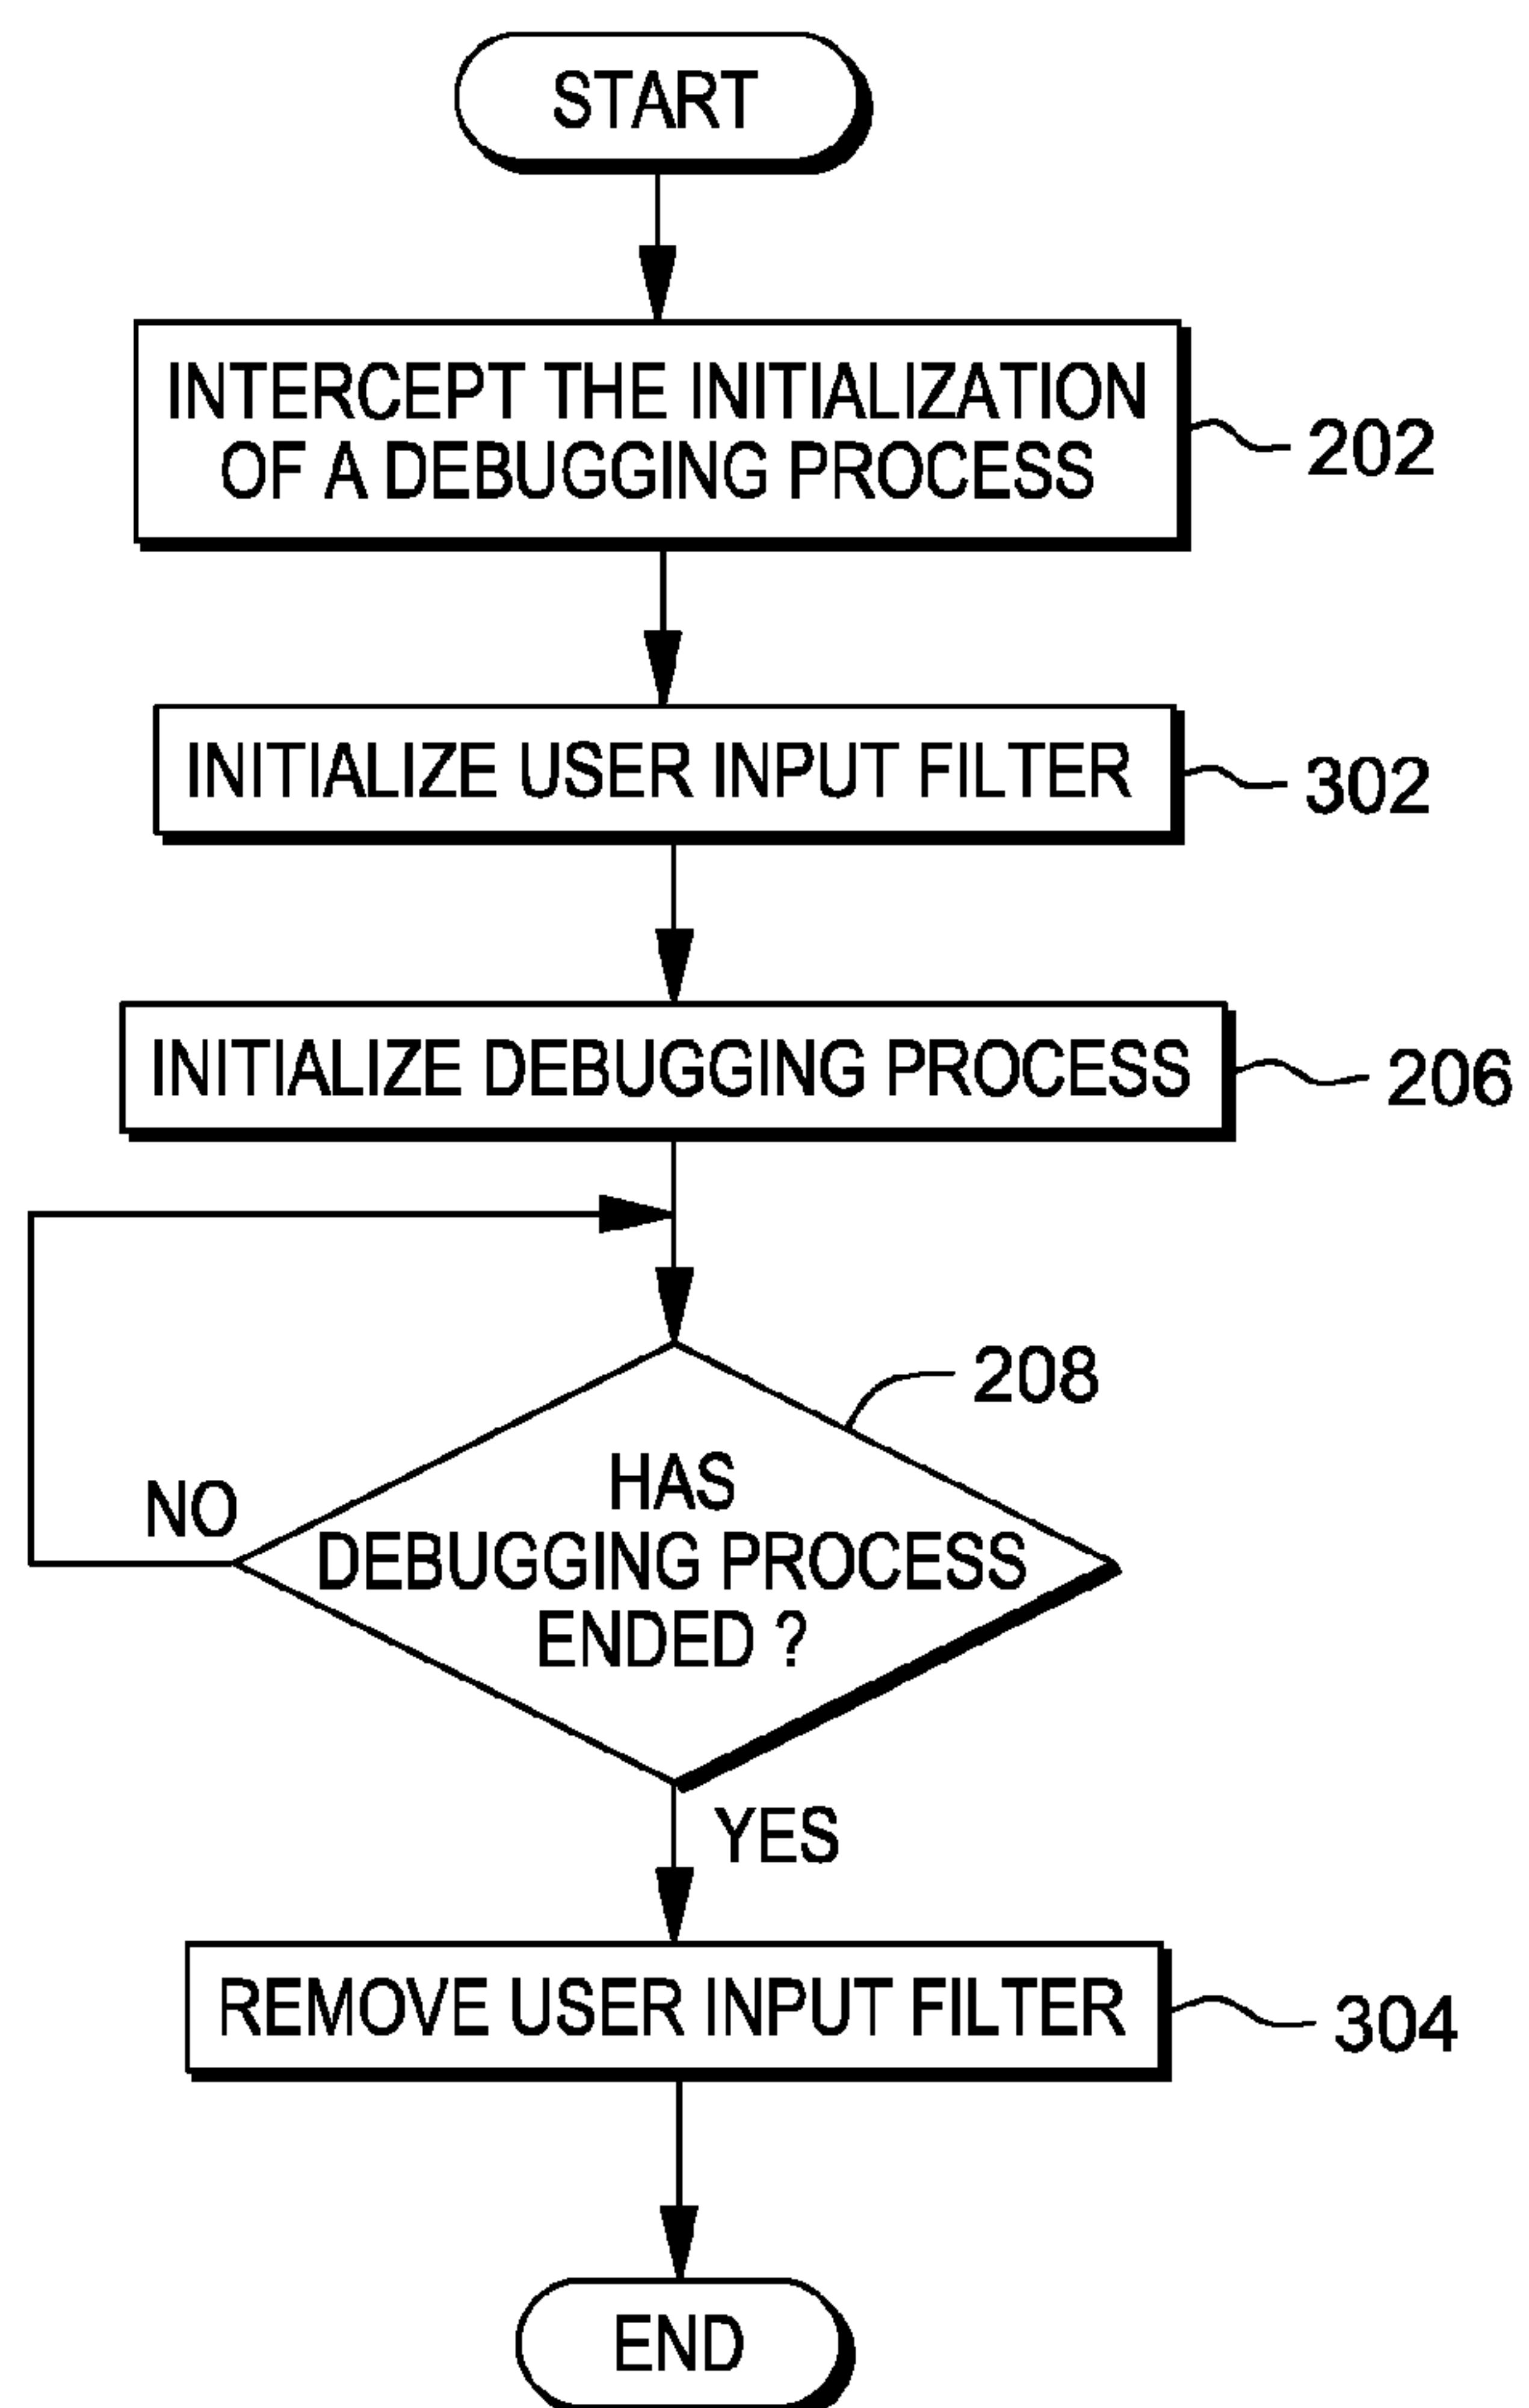 START
INTERCEPT THE INITIALIZATION
OF A DEBUGGING PROCESS
202
INITIALIZE USER INPUT FILTER
302
INITIALIZE DEBUGGING PROCESS
206
208
HAS
DEBUGGING PROCESS
ENDED ?
NO
YES
REMOVE USER INPUT FILTER
304
END